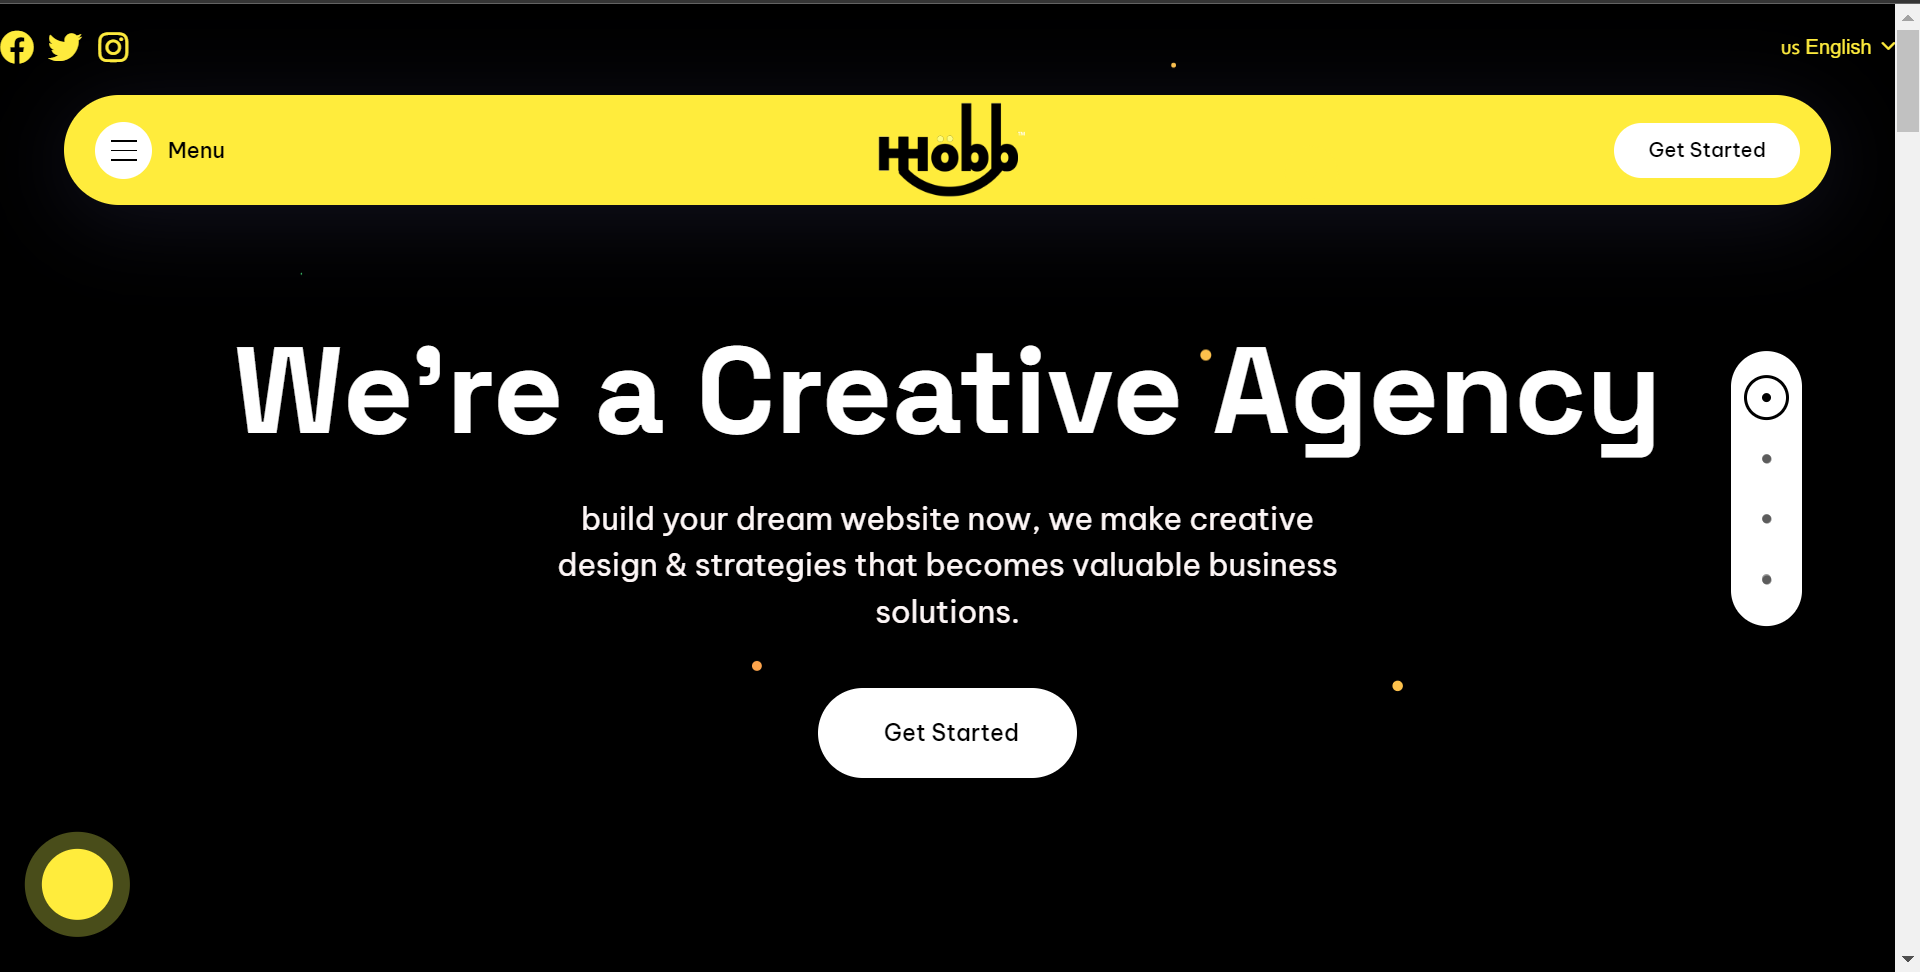 us English
Menu
HHobb
Get Started
We’re a Creative Agency
build your dream website now, we make creative
design & strategies that becomes valuable business
solutions.
Get Started